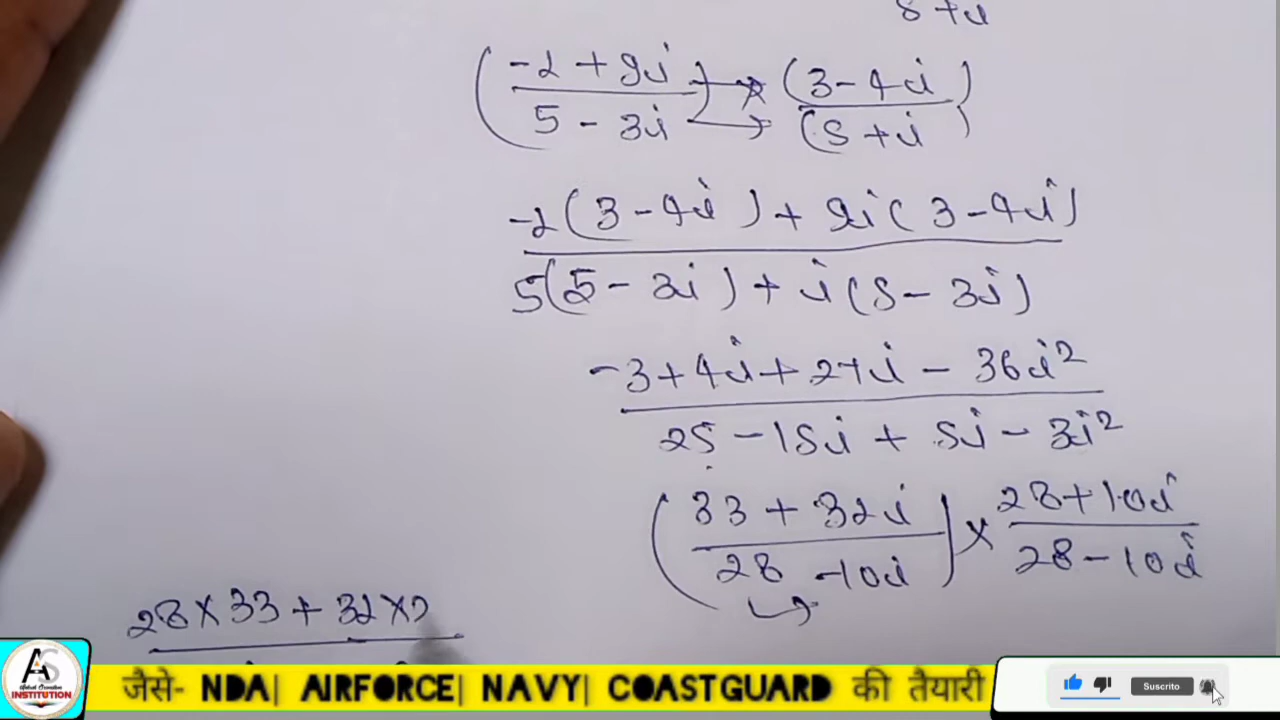 8+i
(-2+9i / 5-3i) × (3-4i) / (5+i)
-2(3-4i)+9i(3-4i) / 5(5-3i)+i(5-3i)
-3+4i+27i-36i² / 25-15i+5i-3i²
(33+32i / 28-10i) × 28+10i / 28-10i
28×33+32×2
AS
INSTITUTION
जैसे- NDA| AIRFORCE| NAVY| COASTGUARD की तैयारी
Suscrito